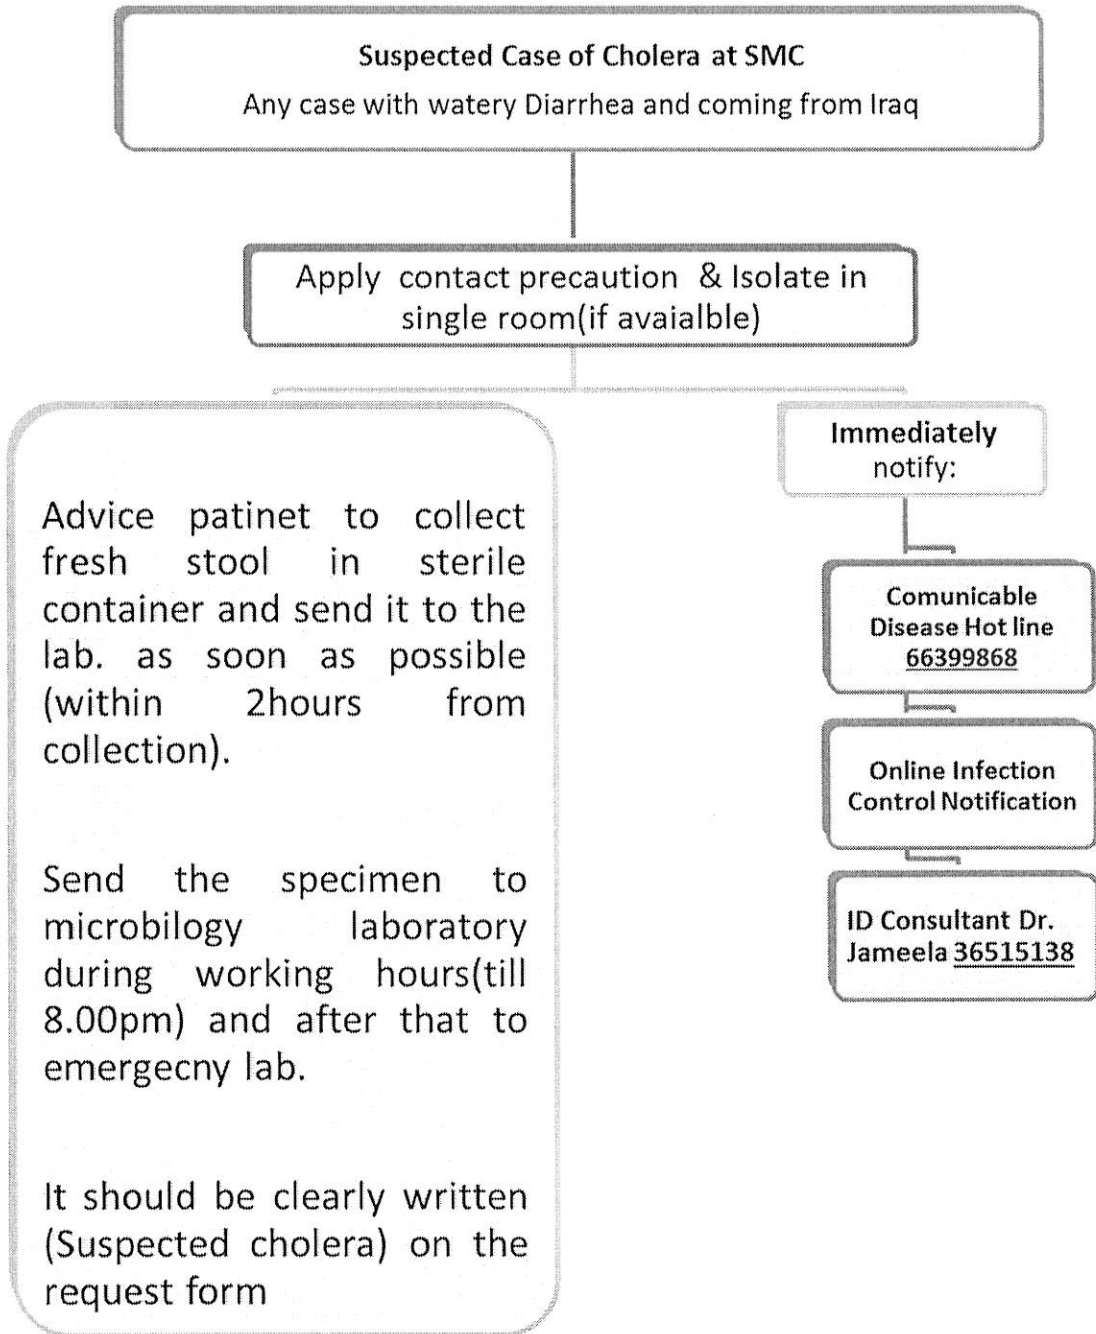 Suspected Case of Cholera at SMC
Any case with watery Diarrhea and coming from Iraq
Apply contact precaution & Isolate in
single room(if avaialble)
Advice patinet to collect
fresh stool in sterile
container and send it to the
lab. as soon as possible
(within 2hours from
collection).
Send the specimen to
microbilogy laboratory
during working hours(till
8.00pm) and after that to
emergecny lab.
It should be clearly written
(Suspected cholera) on the
request form
Immediately
notify:
Comunicable
Disease Hot line
66399868
Online Infection
Control Notification
ID Consultant Dr.
Jameela 36515138